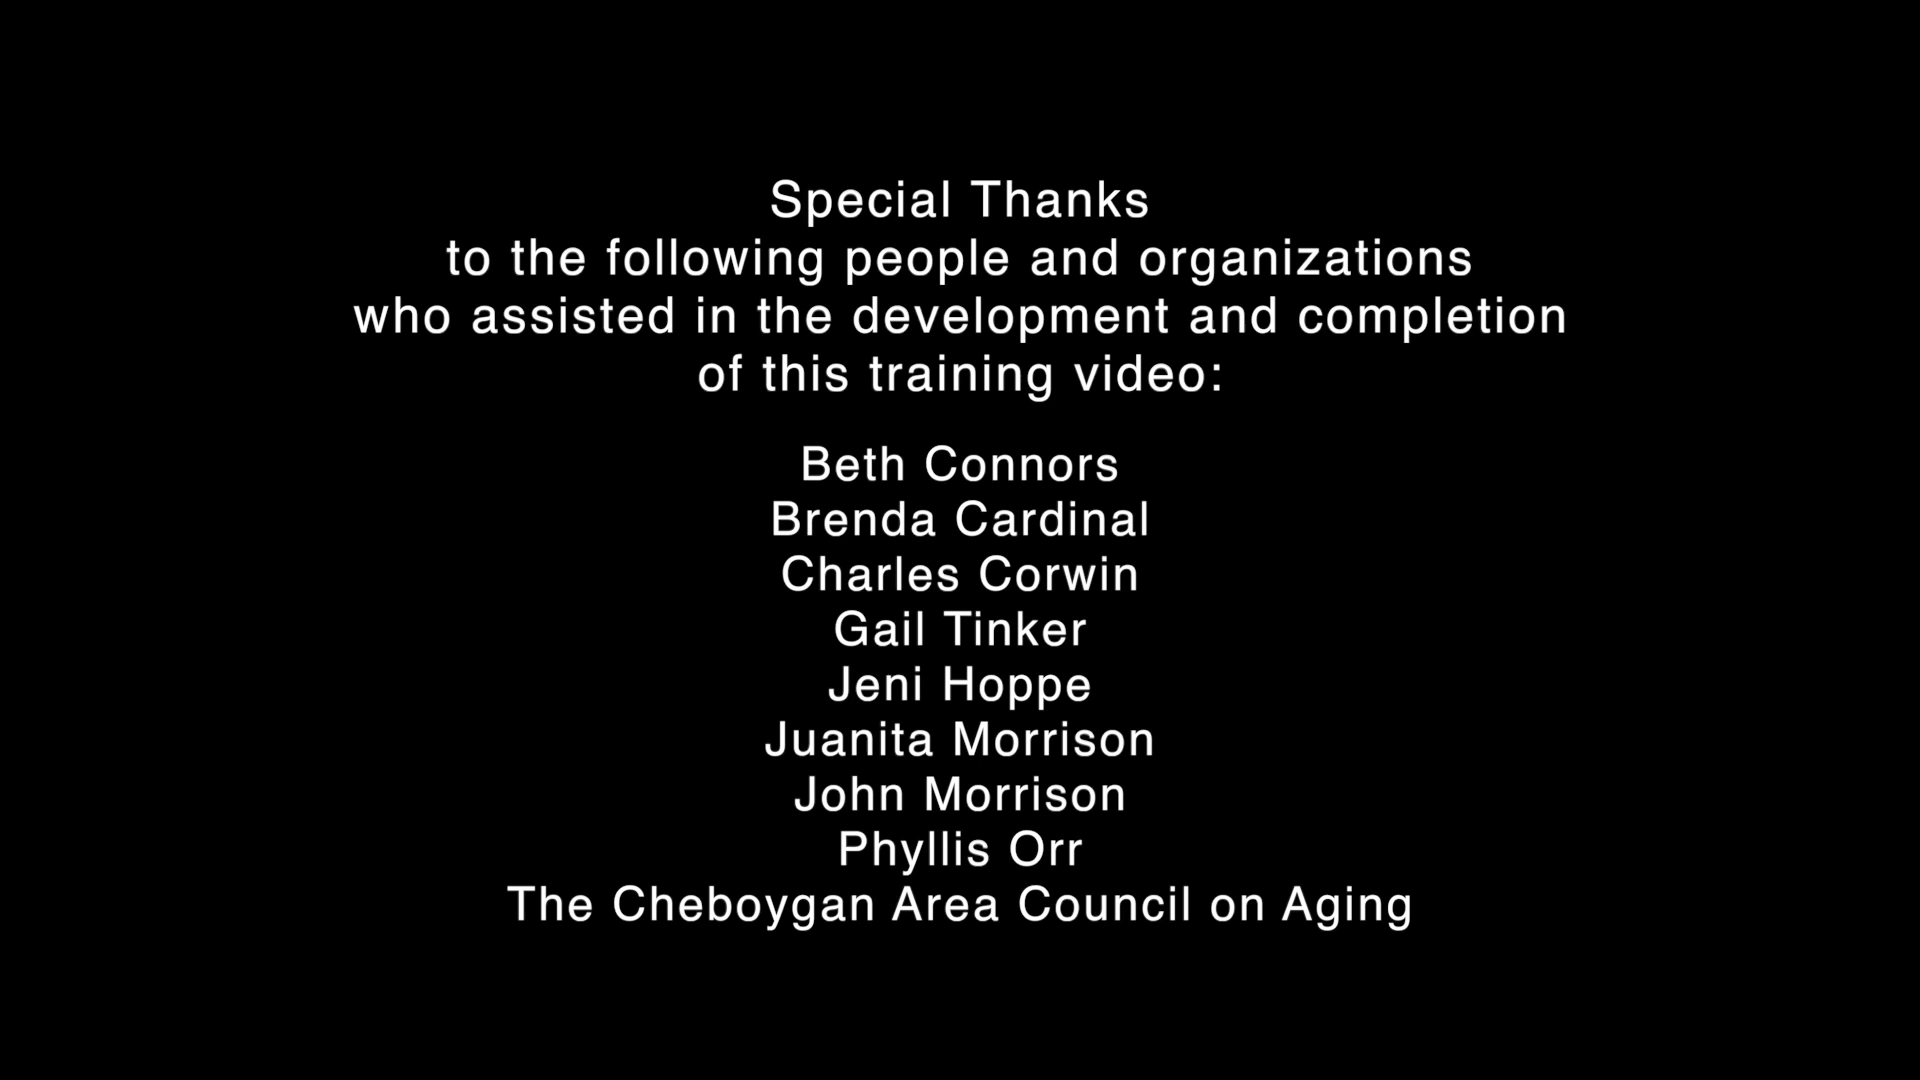 Special Thanks
to the following people and organizations
who assisted in the development and completion
of this training video:
Beth Connors
Brenda Cardinal
Charles Corwin
Gail Tinker
Jeni Hoppe
Juanita Morrison
John Morrison
Phyllis Orr
The Cheboygan Area Council on Aging